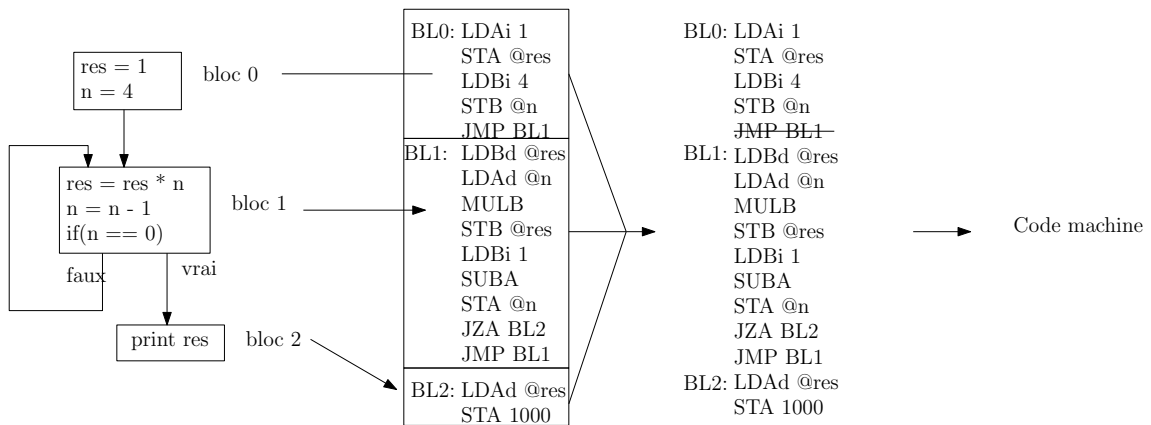 res = 1
n = 4
bloc 0
res = res * n
n = n - 1
if(n == 0)
bloc 1
faux
vrai
print res
bloc 2
BL0: LDAi 1
STA @res
LDBi 4
STB @n
JMP BL1
BL1: LDBd @res
LDAd @n
MULB
STB @res
LDBi 1
SUBA
STA @n
JZA BL2
JMP BL1
BL2: LDAd @res
STA 1000
BL0: LDAi 1
STA @res
LDBi 4
STB @n
JMP BL1
BL1: LDBd @res
LDAd @n
MULB
STB @res
LDBi 1
SUBA
STA @n
JZA BL2
JMP BL1
BL2: LDAd @res
STA 1000
Code machine